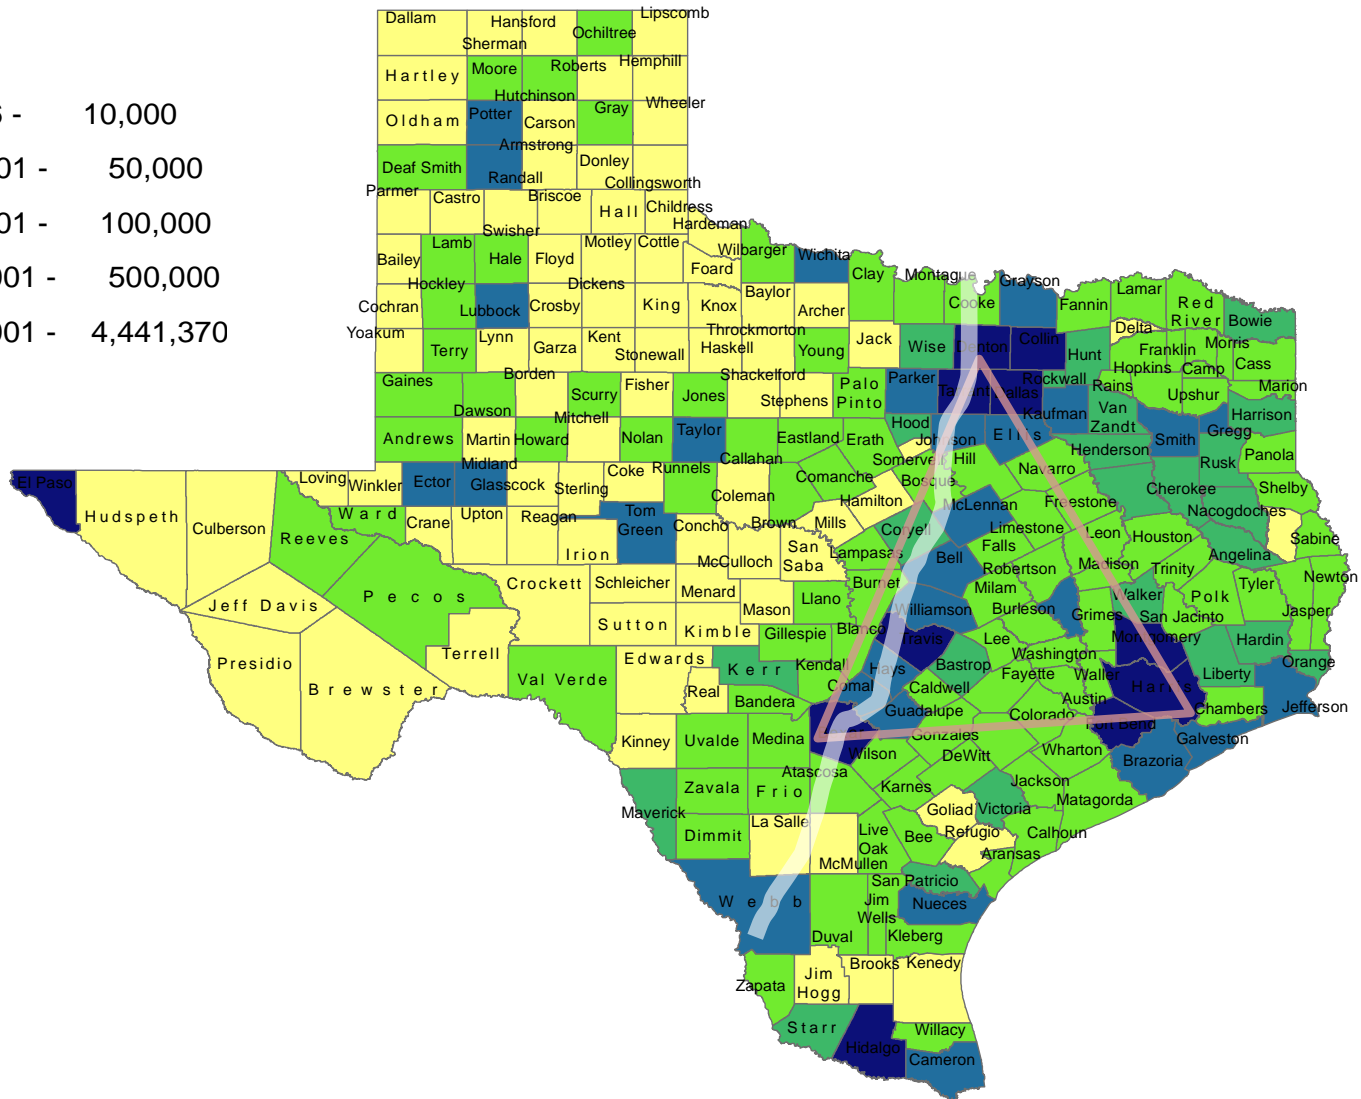 6 - 10,000
01 - 50,000
01 - 100,000
001 - 500,000
001 - 4,441,370
Dallam
Sherman
Hansford
Ochiltree
Lipscomb
Hartley
Moore
Hutchinson
Roberts
Hemphill
Oldham
Potter
Carson
Gray
Wheeler
Deaf Smith
Randall
Armstrong
Donley
Collingsworth
Parmer
Castro
Swisher
Briscoe
Hall
Childress
Hardeman
Bailey
Lamb
Hale
Floyd
Motley
Cottle
Foard
Wilbarger
Wichita
Clay
Montague
Cooke
Grayson
Fannin
Lamar
Red
River
Bowie
Cochran
Hockley
Lubbock
Crosby
Dickens
King
Knox
Baylor
Archer
Yoakum
Terry
Lynn
Garza
Kent
Stonewall
Haskell
Throckmorton
Young
Jack
Wise
Denton
Collin
Hunt
Delta
Hopkins
Franklin
Camp
Morris
Cass
Marion
Gaines
Dawson
Borden
Scurry
Fisher
Jones
Shackelford
Stephens
Palo
Pinto
Parker
Tarrant
Dallas
Rockwall
Kaufman
Rains
Van
Zandt
Upshur
Harrison
Andrews
Martin
Howard
Mitchell
Nolan
Taylor
Callahan
Eastland
Erath
Hood
Somervell
Johnson
Ellis
Henderson
Smith
Gregg
Rusk
Panola
El Paso
Hudspeth
Culberson
Loving
Winkler
Ector
Midland
Glasscock
Sterling
Coke
Runnels
Coleman
Brown
Comanche
Hamilton
Bosque
Hill
Navarro
Freestone
Cherokee
Nacogdoches
Shelby
Reeves
Ward
Crane
Upton
Reagan
Irion
Tom
Green
Concho
McCulloch
San
Saba
Mills
Lampasas
Coryell
McLennan
Limestone
Falls
Leon
Houston
Angelina
Sabine
Jeff Davis
Pecos
Crockett
Schleicher
Menard
Mason
Llano
Burnet
Bell
Milam
Robertson
Madison
Trinity
Polk
Tyler
Jasper
Newton
Presidio
Brewster
Terrell
Sutton
Kimble
Gillespie
Blanco
Williamson
Travis
Burleson
Grimes
Walker
San Jacinto
Val Verde
Edwards
Real
Kerr
Kendall
Bandera
Comal
Hays
Bastrop
Lee
Washington
Waller
Montgomery
Liberty
Hardin
Orange
Kinney
Uvalde
Medina
Guadalupe
Caldwell
Fayette
Austin
Harris
Fort Bend
Chambers
Jefferson
Wilson
Gonzales
Colorado
Wharton
Brazoria
Galveston
Maverick
Zavala
Frio
Atascosa
Karnes
DeWitt
Jackson
Matagorda
Dimmit
La Salle
McMullen
Live
Oak
Bee
Goliad
Victoria
Refugio
Calhoun
Aransas
San Patricio
Webb
Duval
Jim
Wells
Nueces
Kleberg
Zapata
Jim
Hogg
Brooks
Kenedy
Starr
Hidalgo
Willacy
Cameron